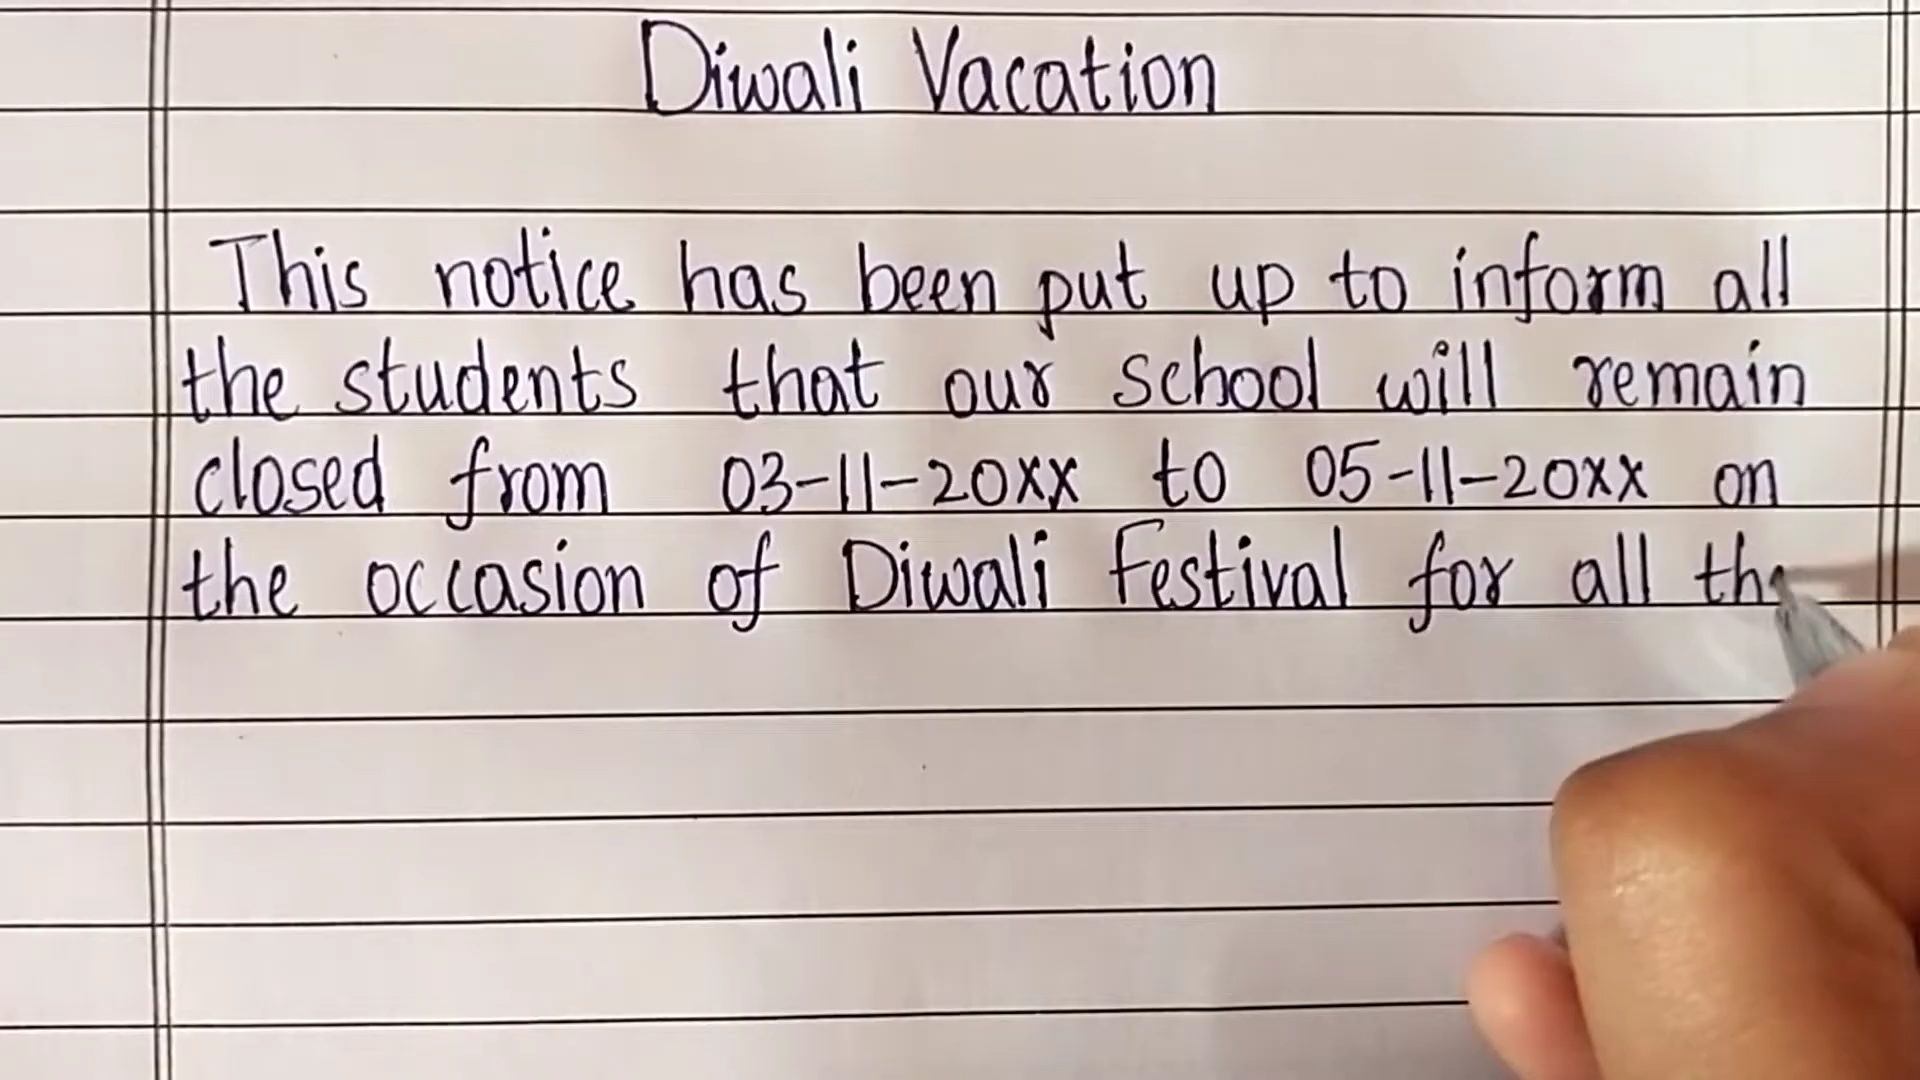 Diwali Vacation
This notice has been put up to inform all
the students that our school will remain
closed from 03-11-20xx to 05-11-20xx on
the occasion of Diwali Festival for all the